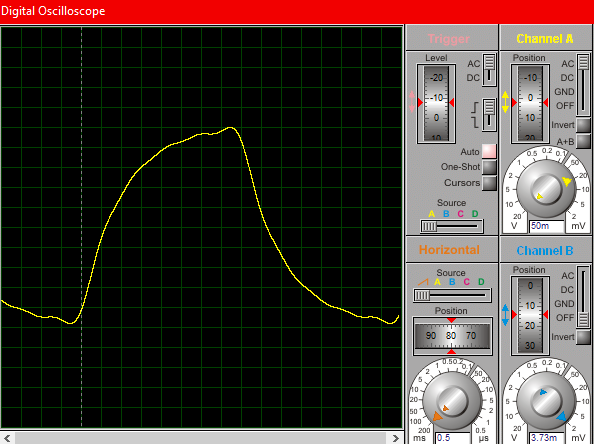 Digital Oscilloscope
Trigger
Level
-20
-10
0
10
AC
DC
Auto
One-Shot
Cursors
Source
A B C D
Horizontal
Source
A B C D
Position
90 80 70
1 0.50 0.2 0.1
2
5
10
20
50
100
200
50
20
10
5
2
1
0.5
ms 0.5 µs
Channel A
Position
-10
0
10
20
AC
DC
GND
OFF
Invert
A+B
1 0.5 0.2 0.1
2
5
10
20
50
20
10
5
2
V 50m mV
Channel B
Position
0
10
20
30
AC
DC
GND
OFF
Invert
1 0.5 0.2 0.1
2
5
10
20
50
20
10
5
2
V 3.73m mV